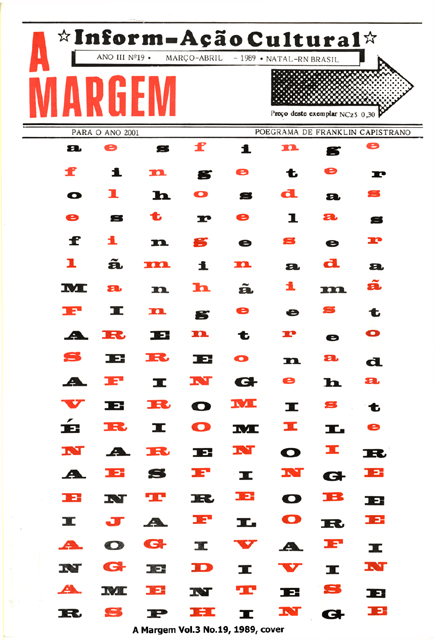 ☆ Inform-Ação Cultural ☆
ANO III Nº19 • MARÇO-ABRIL - 1989 • NATAL-RN BRASIL
A
MARGEM
Preço deste exemplar NCz$ 0,30
PARA O ANO 2001 POEGRAMA DE FRANKLIN CAPISTRANO
a e s f i n g e
f i n g e t e r
o l h o s d a s
e s t r e l a s
f i n g e s e r
l ã m i n a d a
M a n h ã i m ã
F I n g e e s t
A R E n t r e o
S E R E o n a d
A F I N G e h a
V E R O M I s t
É R I O M I L e
N A R E N O I R
A E S F I N G E
E N T R E O B E
I J A F L O R E
A O G I V A F I
N G E D I V I N
A M E N T E S E
R S P H I N G E
A Margem Vol.3 No.19, 1989, cover